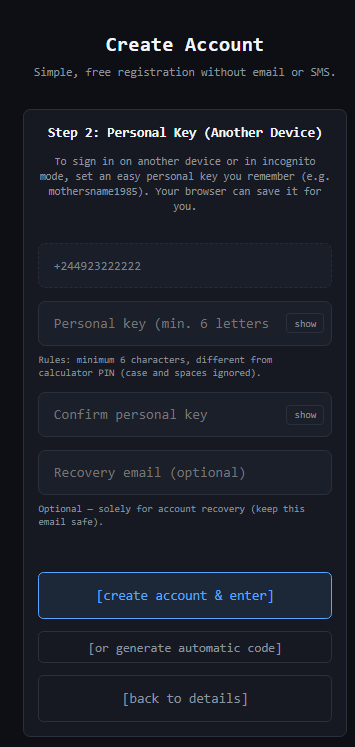 Create Account
Simple, free registration without email or SMS.
Step 2: Personal Key (Another Device)
To sign in on another device or in incognito
mode, set an easy personal key you remember (e.g.
mothersname1985). Your browser can save it for
you.
+244923222222
Personal key (min. 6 letters
show
Rules: minimum 6 characters, different from
calculator PIN (case and spaces ignored).
Confirm personal key
show
Recovery email (optional)
Optional — solely for account recovery (keep this
email safe).
[create account & enter]
[or generate automatic code]
[back to details]